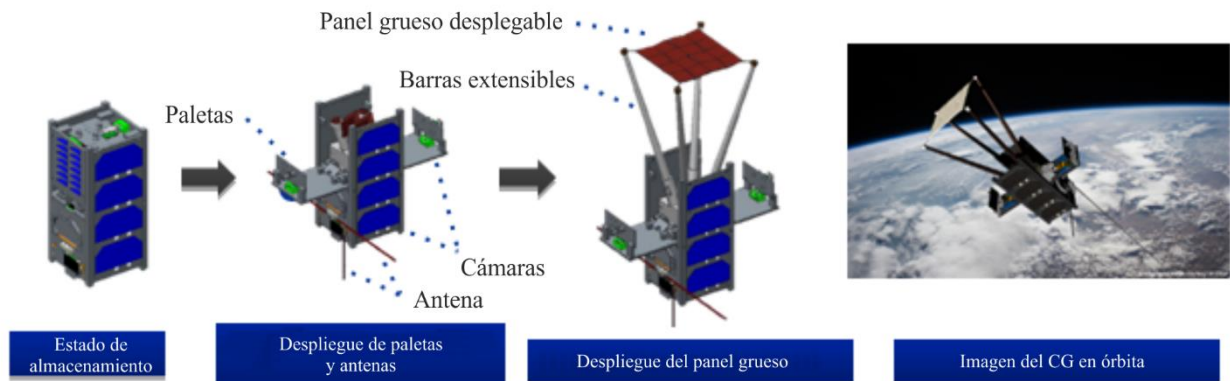 Panel grueso desplegable
Barras extensibles
Paletas
Cámaras
Antena
Estado de
almacenamiento
Despliegue de paletas
y antenas
Despliegue del panel grueso
Imagen del CG en órbita